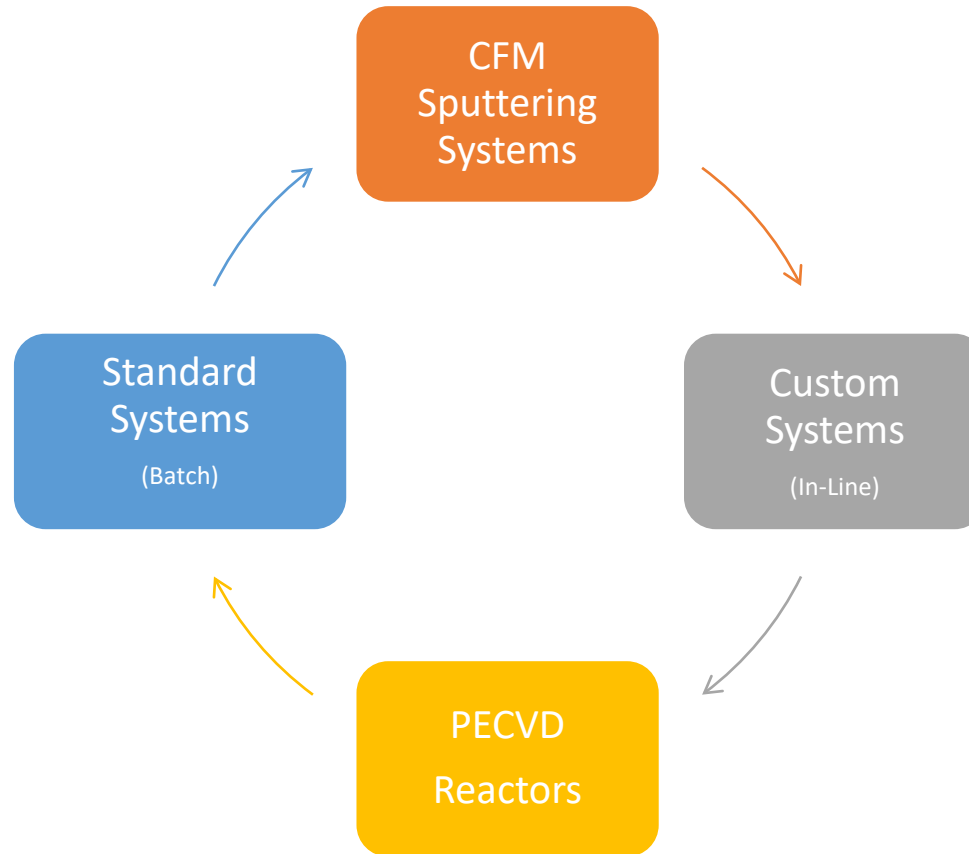 CFM
Sputtering
Systems
Standard
Systems
(Batch)
Custom
Systems
(In-Line)
PECVD
Reactors